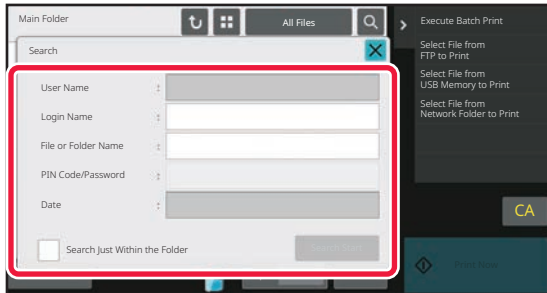 Main Folder
All Files
Search
User Name :
Login Name :
File or Folder Name :
PIN Code/Password :
Date :
Search Just Within the Folder
Search Start
Execute Batch Print
Select File from
FTP to Print
Select File from
USB Memory to Print
Select File from
Network Folder to Print
CA
Print Now